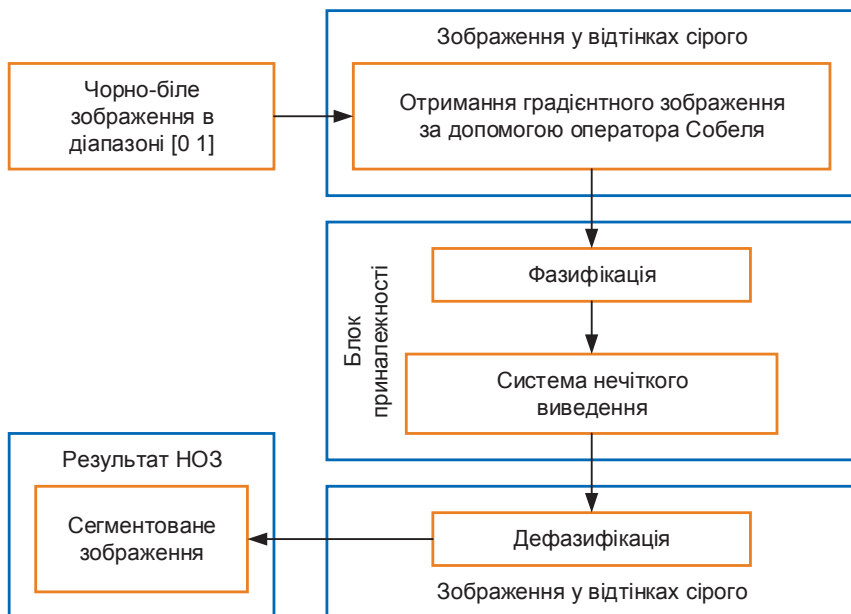 Зображення у відтінках сірого
Чорно-біле
зображення в
діапазоні [0 1]
Отримання градієнтного зображення
за допомогою оператора Собеля
Блок
приналежності
Фазифікація
Система нечіткого
виведення
Результат НОЗ
Сегментоване
зображення
Дефазифікація
Зображення у відтінках сірого